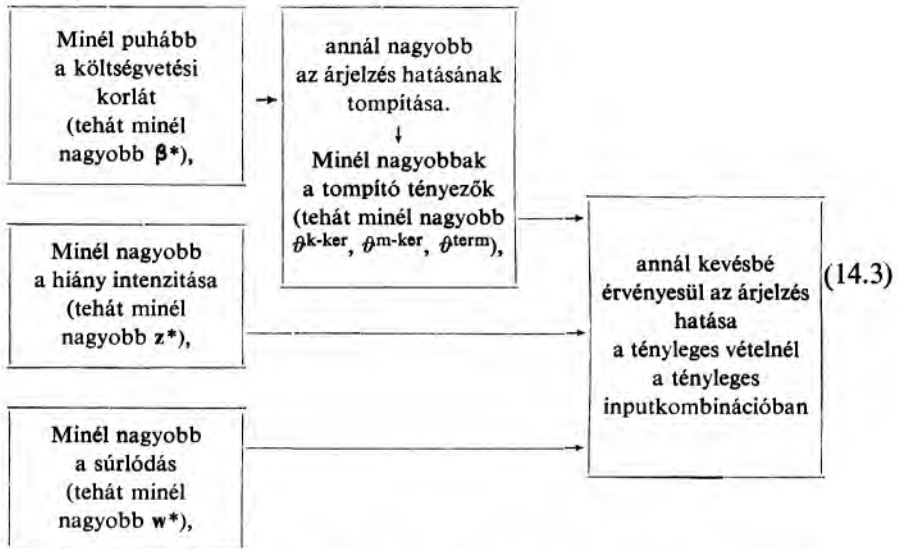 Minél puhább
a költségvetési
korlát
(tehát minél
nagyobb β*),
annál nagyobb
az árjelzés hatásának
tompítása.
↓
Minél nagyobbak
a tompító tényezők
(tehát minél nagyobb
ϑk-ker, ϑm-ker, ϑterm),
Minél nagyobb
a hiány intenzitása
(tehát minél
nagyobb z*),
Minél nagyobb
a súrlódás
(tehát minél
nagyobb w*),
annál kevésbé
érvényesül az árjelzés
hatása
a tényleges vételnél
a tényleges
inputkombinációban
(14.3)